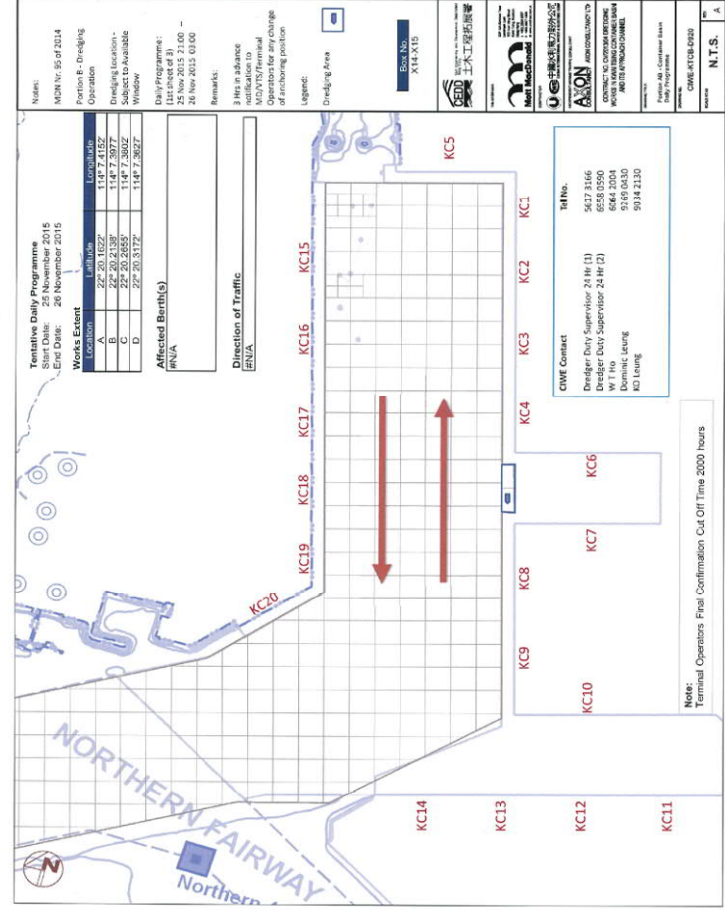 Tentative Daily Programme
Start Date: 25 November 2015
End Date: 26 November 2015
Works Extent
Location Latitude Longitude
A 22° 20.1622' 114° 7.4152'
B 22° 20.2138' 114° 7.3977'
C 22° 20.2655' 114° 7.3802'
D 22° 20.3172' 114° 7.3627'
Affected Berth(s)
#N/A
Direction of Traffic
#N/A
Notes:
MDN Nr. 95 of 2014
Portion B - Dredging
Operation
Dredging Location -
Subject to Available
Window
Daily Programme:
(1st sheet of 3)
25 Nov 2015 21:00 –
26 Nov 2015 03:00
Remarks:
3 Hrs in advance
notification to
MD/VTS/Terminal
Operators for any change
of anchoring position
Legend:
Dredging Area
Box No.
X14-X15
CEDD 土木工程拓展署
Mott MacDonald
AXON
CONSULTANCY
Portion AB - Container Basin
Daily Programme
CIWE-KTCB-D920
N.T.S.
A
N
NORTHERN FAIRWAY
Northern
KC20
KC19
KC18
KC17
KC16
KC15
KC5
KC14
KC13
KC12
KC11
KC10
KC9
KC8
KC7
KC6
KC4
KC3
KC2
KC1
CIWE Contact Tel No.
Dredger Duty Supervisor 24 Hr (1) 5617 3166
Dredger Duty Supervisor 24 Hr (2) 6558 0590
W T Ho 6064 2004
Dominic Leung 9269 0430
KD Leung 9034 2130
Note:
Terminal Operators Final Confirmation Cut Off Time 2000 hours